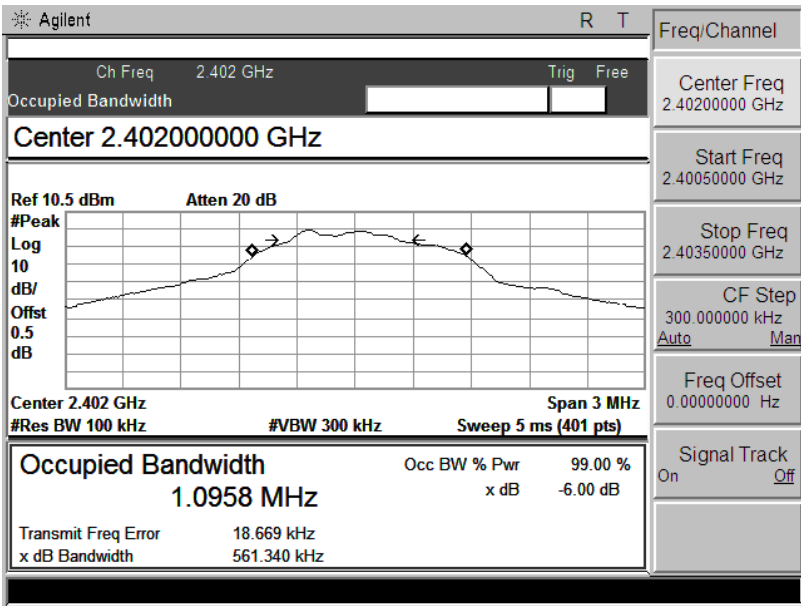 Agilent R T
Ch Freq 2.402 GHz Trig Free
Occupied Bandwidth
Center 2.402000000 GHz
Ref 10.5 dBm Atten 20 dB
#Peak
Log
10
dB/
Offst
0.5
dB
Center 2.402 GHz Span 3 MHz
#Res BW 100 kHz #VBW 300 kHz Sweep 5 ms (401 pts)
Occupied Bandwidth Occ BW % Pwr 99.00 %
1.0958 MHz x dB -6.00 dB
Transmit Freq Error 18.669 kHz
x dB Bandwidth 561.340 kHz
Freq/Channel
Center Freq
2.40200000 GHz
Start Freq
2.40050000 GHz
Stop Freq
2.40350000 GHz
CF Step
300.000000 kHz
Auto Man
Freq Offset
0.00000000 Hz
Signal Track
On Off